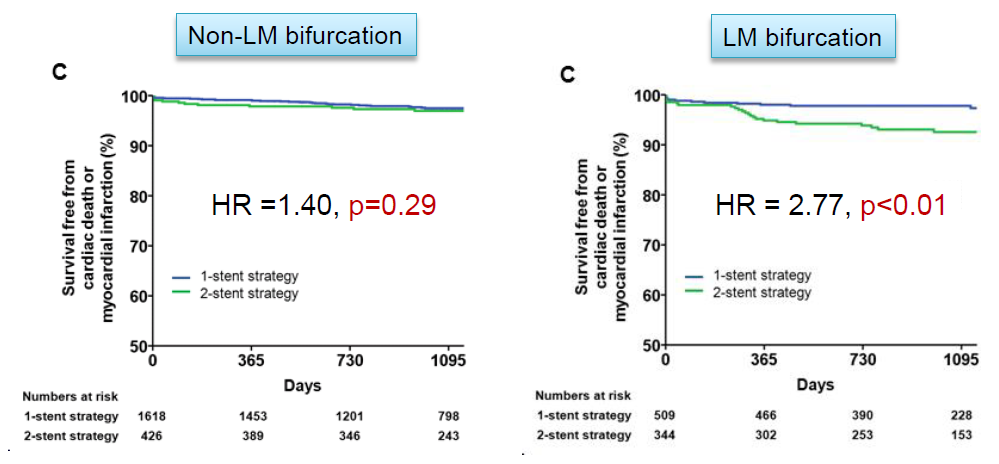 Non-LM bifurcation
C
Survival free from
cardiac death or
myocardial infarction (%)
100
90
80
70
60
50
HR =1.40, p=0.29
1-stent strategy
2-stent strategy
0 365 730 1095
Days
Numbers at risk
1-stent strategy 1618 1453 1201 798
2-stent strategy 426 389 346 243
LM bifurcation
C
Survival free from
cardiac death or
myocardial infarction (%)
100
90
80
70
60
50
HR = 2.77, p<0.01
1-stent strategy
2-stent strategy
0 365 730 1095
Days
Numbers at risk
1-stent strategy 509 466 390 228
2-stent strategy 344 302 253 153